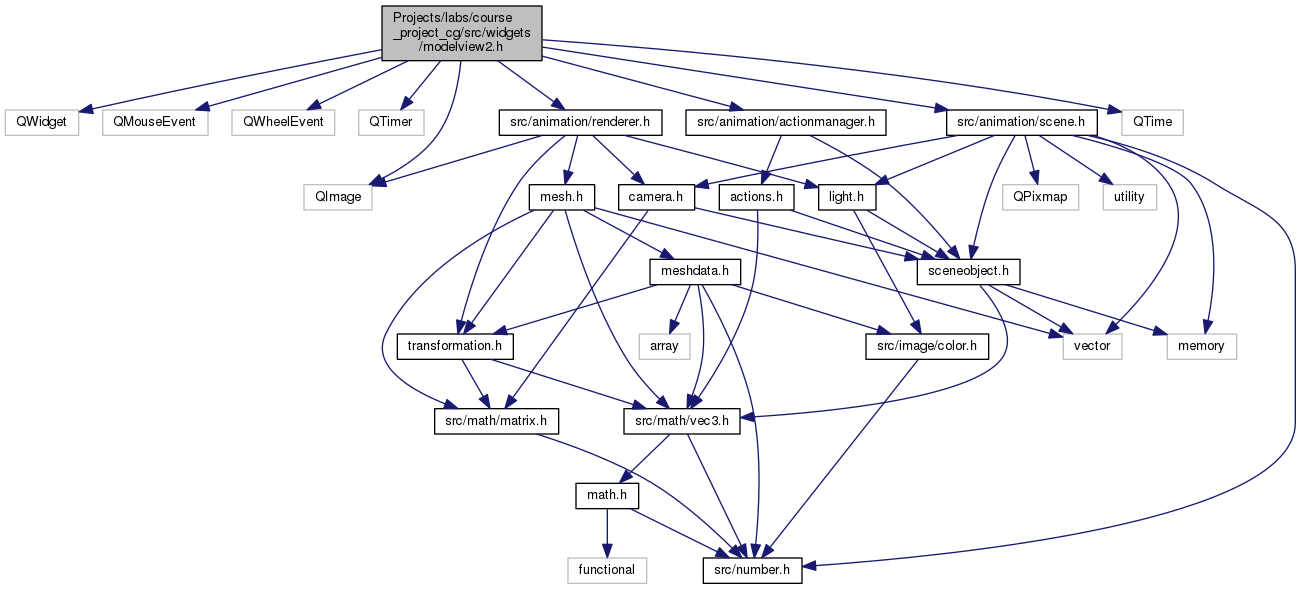 Projects/labs/course
_project_cg/src/widgets
/modelview2.h
QWidget
QMouseEvent
QWheelEvent
QTimer
src/animation/renderer.h
src/animation/actionmanager.h
src/animation/scene.h
QTime
QImage
mesh.h
camera.h
actions.h
light.h
QPixmap
utility
meshdata.h
sceneobject.h
transformation.h
array
src/image/color.h
vector
memory
src/math/matrix.h
src/math/vec3.h
math.h
functional
src/number.h